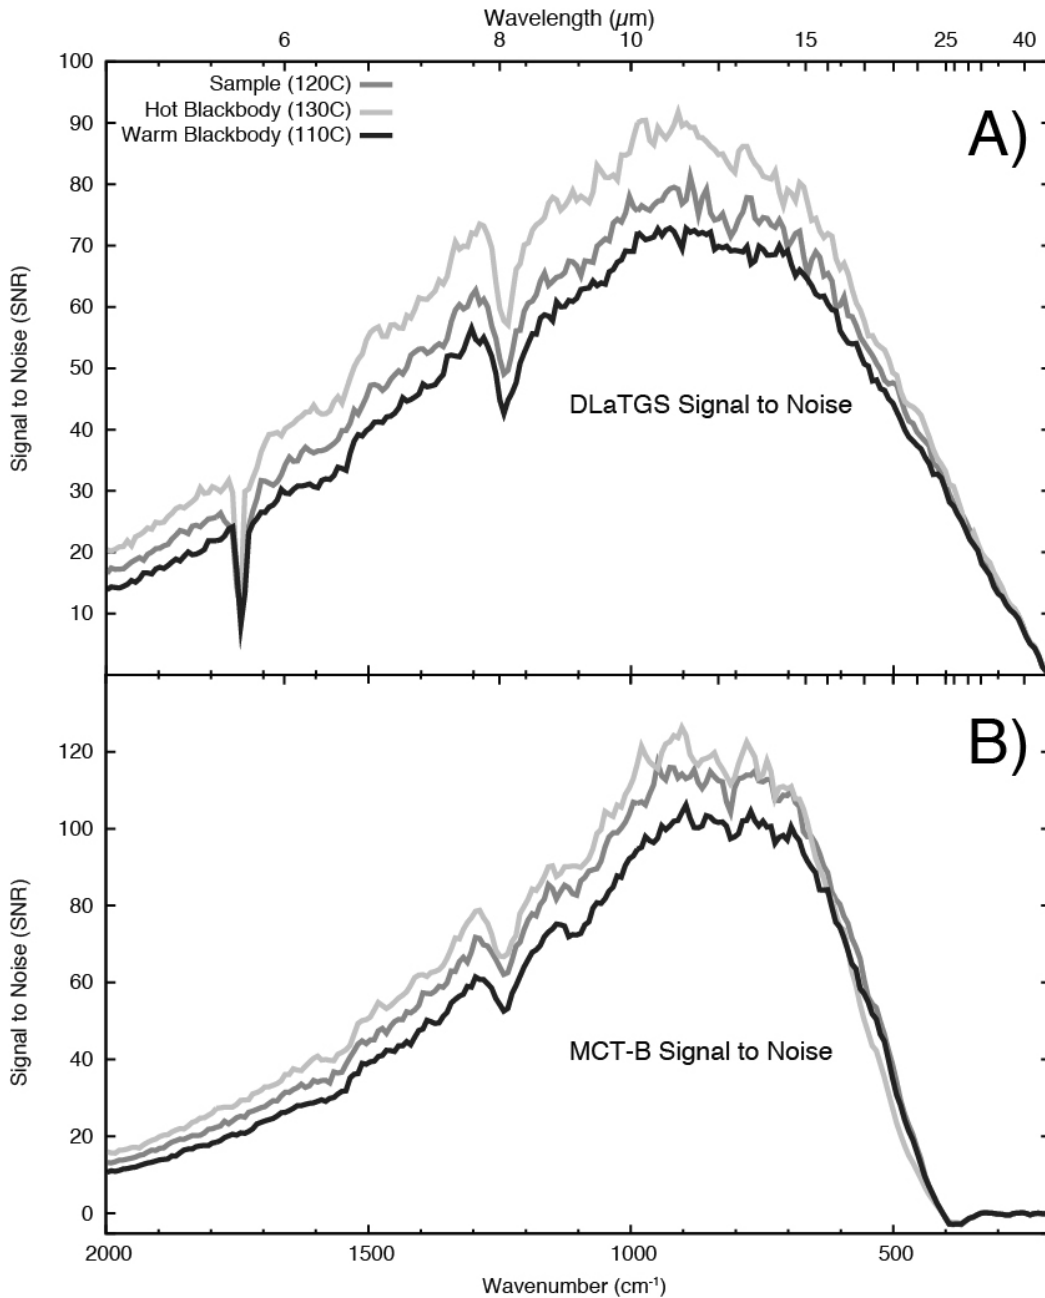 Wavelength (µm)
6 8 10 15 25 40
100
90
80
70
60
50
40
30
20
10
Signal to Noise (SNR)
Sample (120C)
Hot Blackbody (130C)
Warm Blackbody (110C)
A)
DLaTGS Signal to Noise
120
100
80
60
40
20
0
Signal to Noise (SNR)
B)
MCT-B Signal to Noise
2000 1500 1000 500
Wavenumber (cm⁻¹)